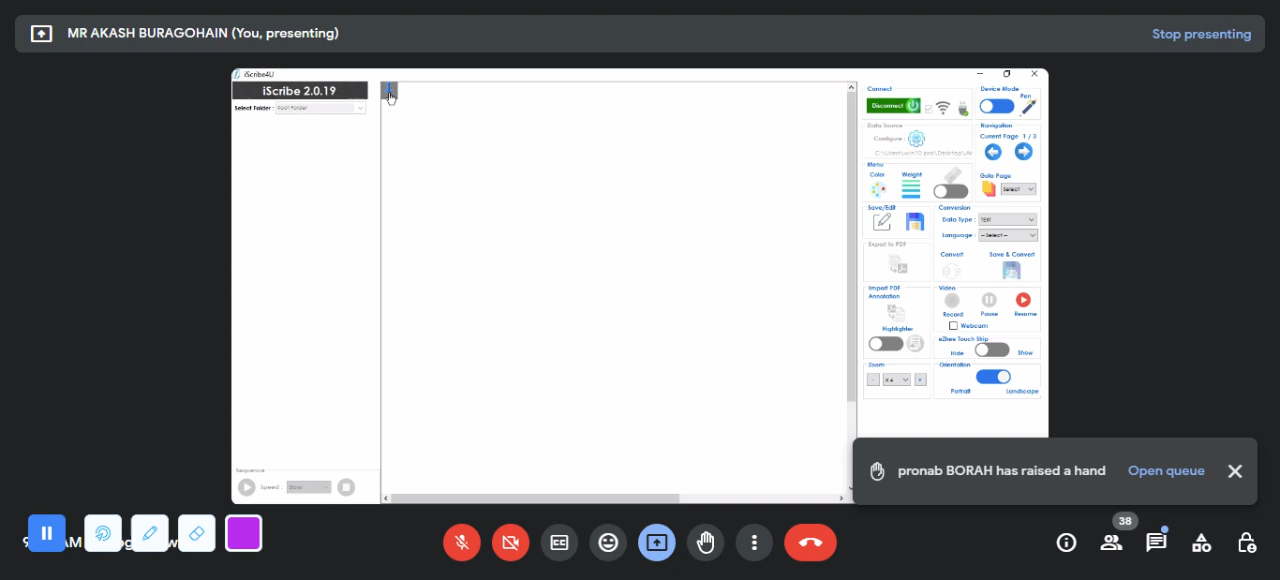 MR AKASH BURAGOHAIN (You, presenting)
Stop presenting
iScribe4U
iScribe 2.0.19
Select Folder : Root Folder
Connect
Disconnect
Device Mode
Pen
Data Source
Configure :
Navigation
Current Page 1 / 3
Menu
Color Weight
Goto Page
Select
Save/Edit
Conversion
Data Type : TEXT
Language : --Select--
Export to PDF
Convert Save & Convert
Import PDF
Annotation
Video
Record Pause Resume
Webcam
Highlighter
eZhee Touch Strip
Hide Show
Zoom
Orientation
Portrait Landscape
Sequence
Speed : Slow
pronab BORAH has raised a hand
Open queue
38